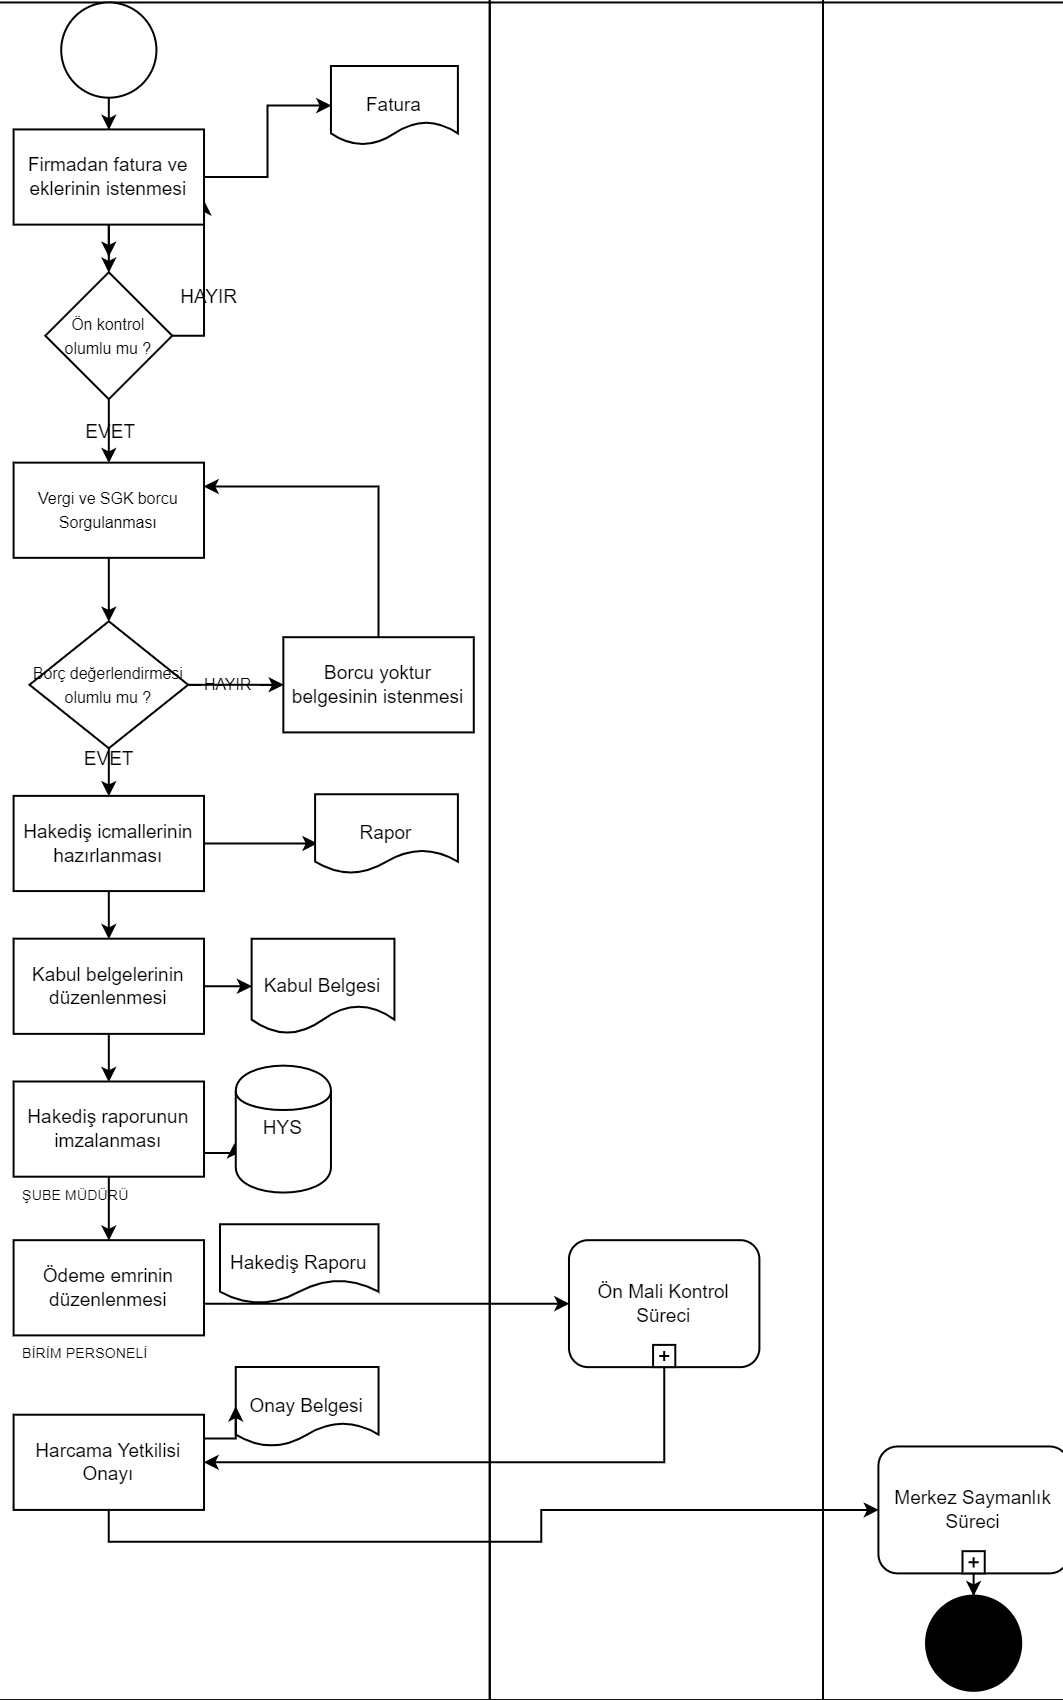 Fatura
Firmadan fatura ve
eklerinin istenmesi
HAYIR
Ön kontrol
olumlu mu ?
EVET
Vergi ve SGK borcu
Sorgulanması
Borç değerlendirmesi
olumlu mu ?
HAYIR
Borcu yoktur
belgesinin istenmesi
EVET
Hakediş icmallerinin
hazırlanması
Rapor
Kabul belgelerinin
düzenlenmesi
Kabul Belgesi
Hakediş raporunun
imzalanması
HYS
ŞUBE MÜDÜRÜ
Ödeme emrinin
düzenlenmesi
Hakediş Raporu
Ön Mali Kontrol
Süreci
+
BİRİM PERSONELİ
Onay Belgesi
Harcama Yetkilisi
Onayı
Merkez Saymanlık
Süreci
+